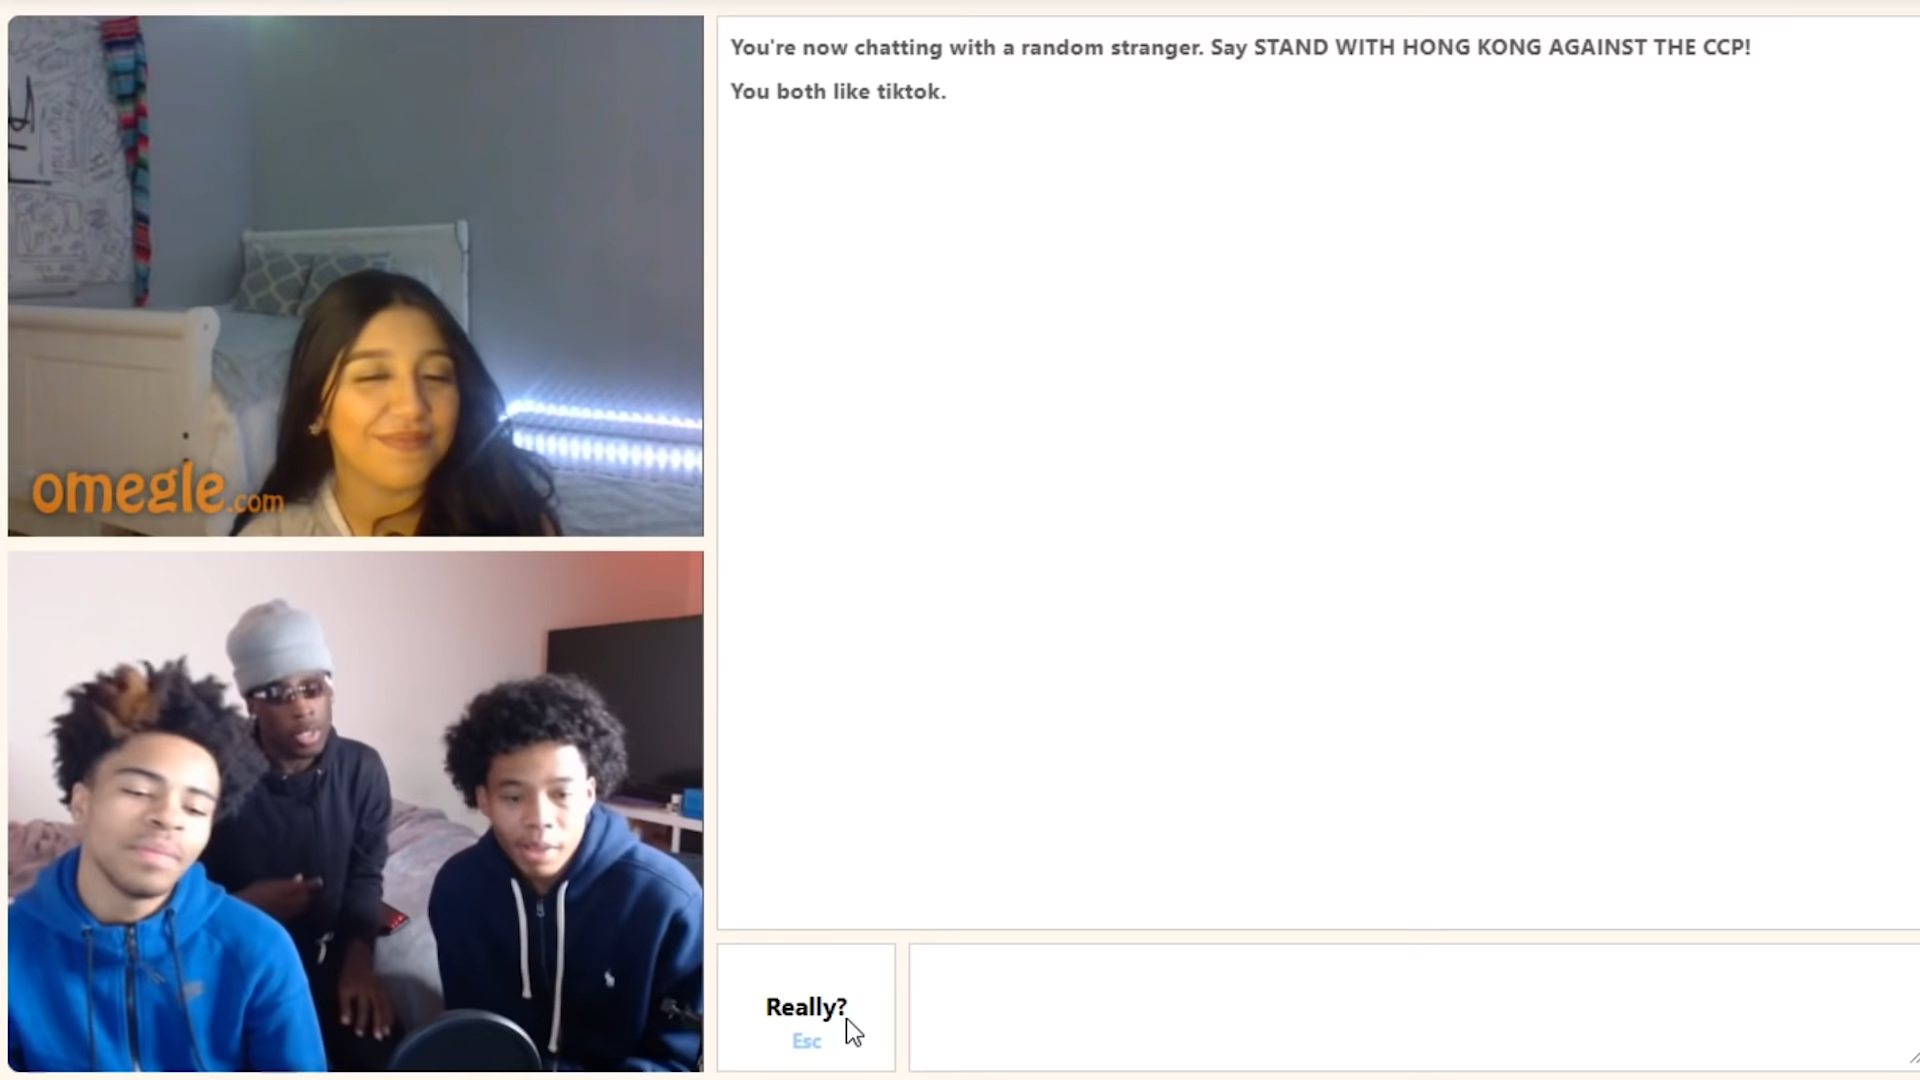 You're now chatting with a random stranger. Say STAND WITH HONG KONG AGAINST THE CCP!
You both like tiktok.
omegle.com
Really?
Esc